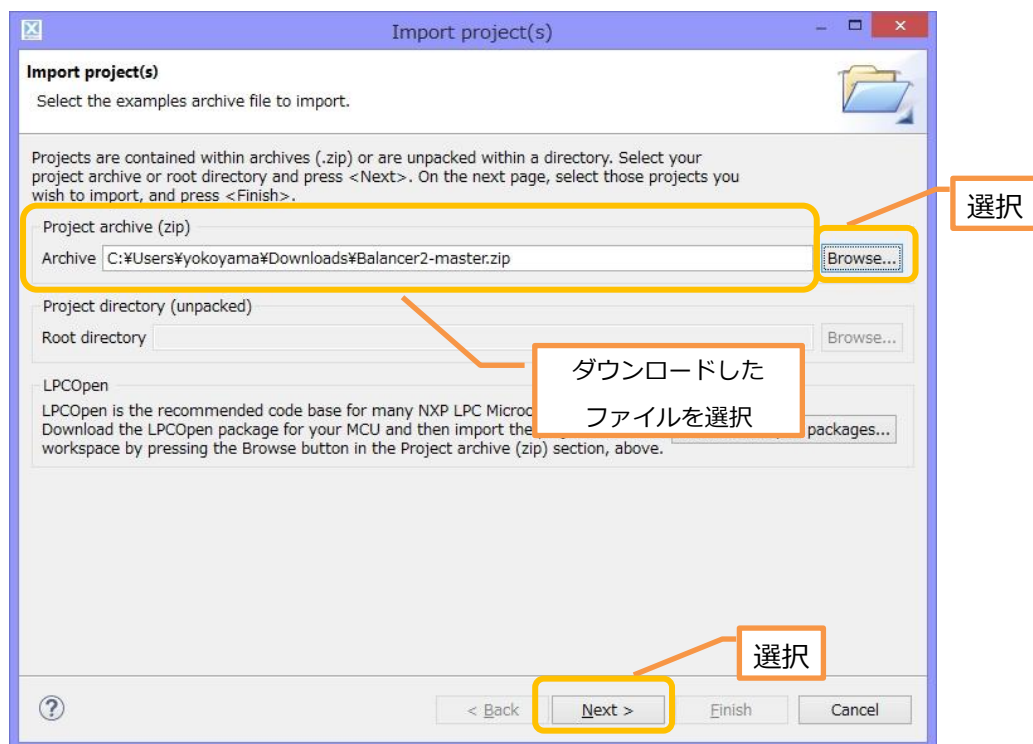 Import project(s)
Import project(s)
Select the examples archive file to import.
Projects are contained within archives (.zip) or are unpacked within a directory. Select your
project archive or root directory and press <Next>. On the next page, select those projects you
wish to import, and press <Finish>.
選択
Project archive (zip)
Archive C:¥Users¥yokoyama¥Downloads¥Balancer2-master.zip Browse...
Project directory (unpacked)
Root directory Browse...
ダウンロードした
ファイルを選択
LPCOpen
LPCOpen is the recommended code base for many NXP LPC
Download the LPCOpen package for your MCU and then import the packages...
workspace by pressing the Browse button in the Project archive (zip) section, above.
選択
< Back Next > Finish Cancel